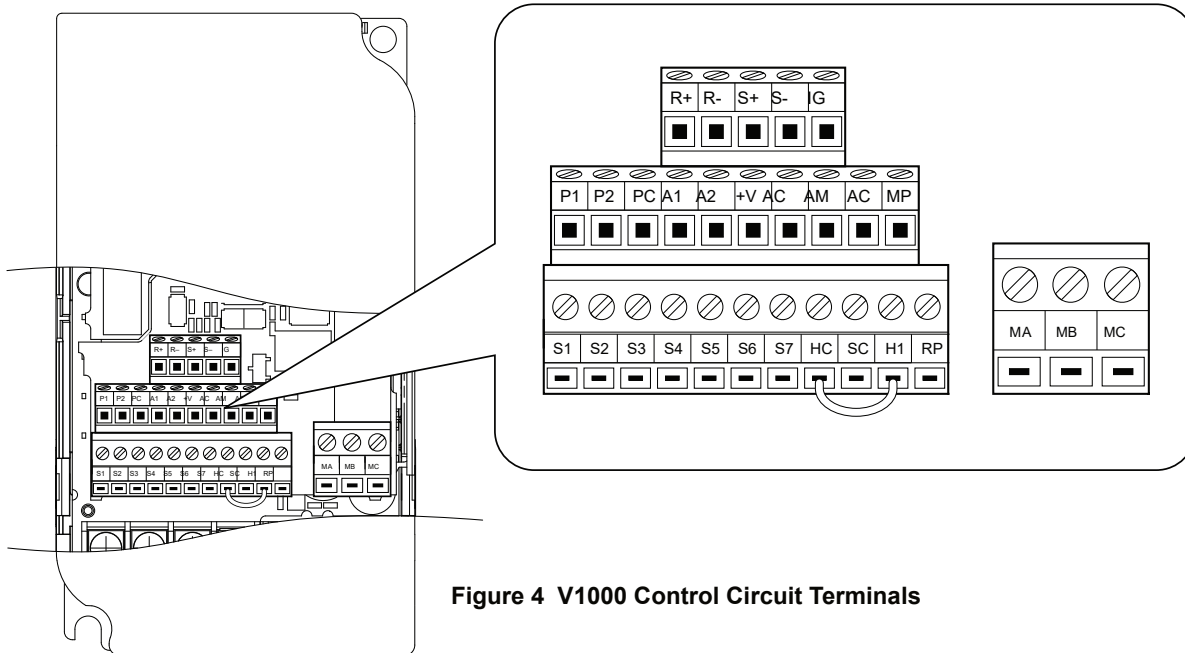 R+ R- S+ S- IG
P1 P2 PC A1 A2 +V AC AM AC MP
S1 S2 S3 S4 S5 S6 S7 HC SC H1 RP
MA MB MC
R+ R– S+ S– G
P1 P2 PC A1 A2 +V AC AM A
S1 S2 S3 S4 S5 S6 S7 HC SC H1 RP
MA MB MC
Figure 4 V1000 Control Circuit Terminals